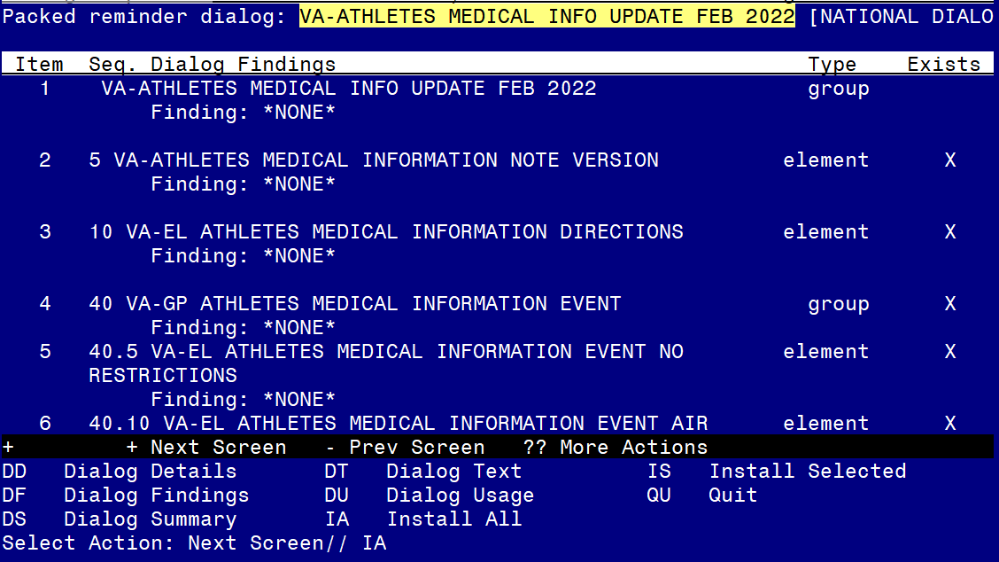 Packed reminder dialog: VA-ATHLETES MEDICAL INFO UPDATE FEB 2022 [NATIONAL DIALO
Item Seq. Dialog Findings Type Exists
1 VA-ATHLETES MEDICAL INFO UPDATE FEB 2022 group
Finding: *NONE*
2 5 VA-ATHLETES MEDICAL INFORMATION NOTE VERSION element X
Finding: *NONE*
3 10 VA-EL ATHLETES MEDICAL INFORMATION DIRECTIONS element X
Finding: *NONE*
4 40 VA-GP ATHLETES MEDICAL INFORMATION EVENT group X
Finding: *NONE*
5 40.5 VA-EL ATHLETES MEDICAL INFORMATION EVENT NO element X
RESTRICTIONS
Finding: *NONE*
6 40.10 VA-EL ATHLETES MEDICAL INFORMATION EVENT AIR element X
+ + Next Screen - Prev Screen ?? More Actions
DD Dialog Details DT Dialog Text IS Install Selected
DF Dialog Findings DU Dialog Usage QU Quit
DS Dialog Summary IA Install All
Select Action: Next Screen// IA